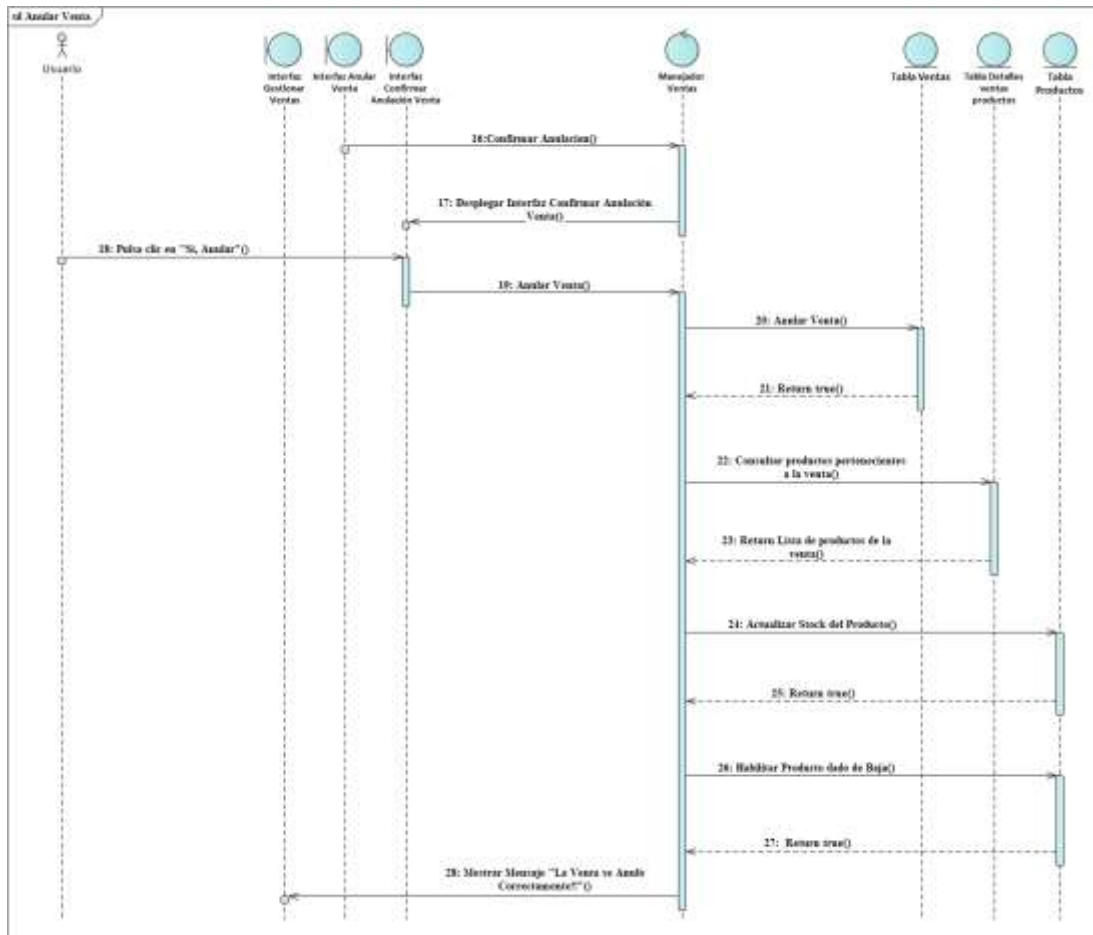 sd Anular Venta
Usuario
Interfaz
Gestionar
Ventas
Interfaz Anular
Venta
Interfaz
Confirmar
Anulación Venta
Manejador
Ventas
Tabla Ventas
Tabla Detalles
ventas
productos
Tabla
Productos
16:Confirmar Anulacion()
17: Desplegar Interfaz Confirmar Anulación
Venta()
18: Pulsa clic en "Si, Anular"()
19: Anular Venta()
20: Anular Venta()
21: Return true()
22: Consultar productos pertenecientes
a la venta()
23: Return Lista de productos de la
venta()
24: Actualizar Stock del Producto()
25: Return true()
26: Habilitar Producto dado de Baja()
27: Return true()
28: Mostrar Mensaje "La Venta se Anulo
Correctamente!!"()